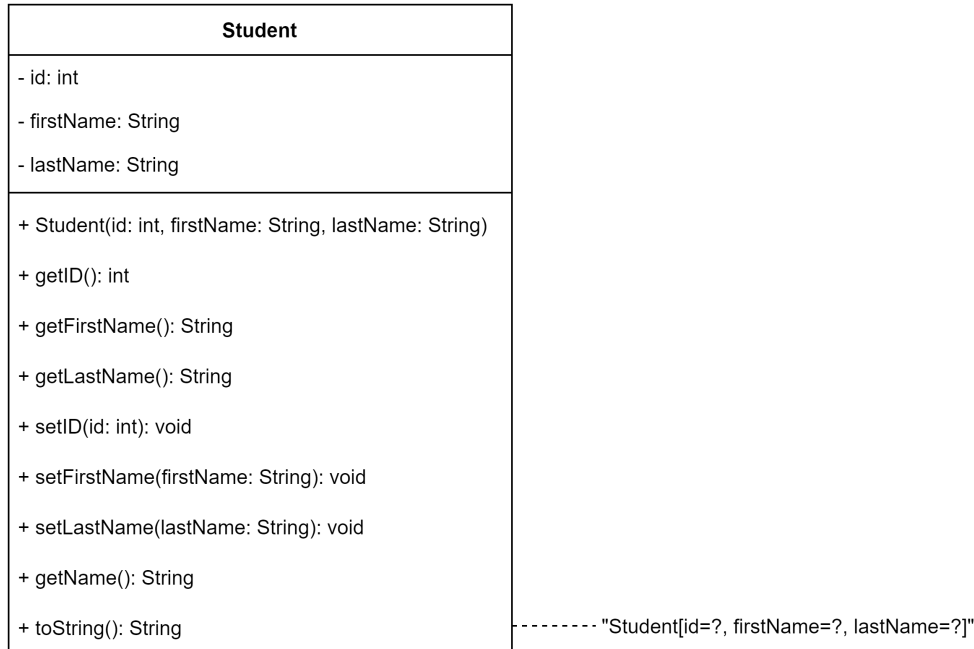 Student
- id: int
- firstName: String
- lastName: String
+ Student(id: int, firstName: String, lastName: String)
+ getID(): int
+ getFirstName(): String
+ getLastName(): String
+ setID(id: int): void
+ setFirstName(firstName: String): void
+ setLastName(lastName: String): void
+ getName(): String
+ toString(): String
"Student[id=?, firstName=?, lastName=?]"